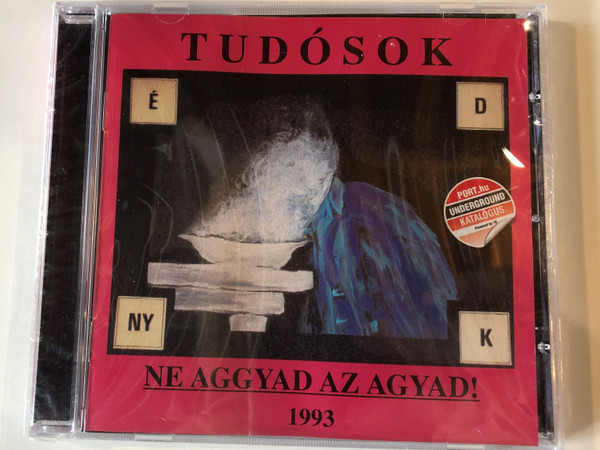 TUDÓSOK
É
D
PORT.hu
UNDERGROUND
KATALÓGUS
NY
K
NE AGGYAD AZ AGYAD!
1993